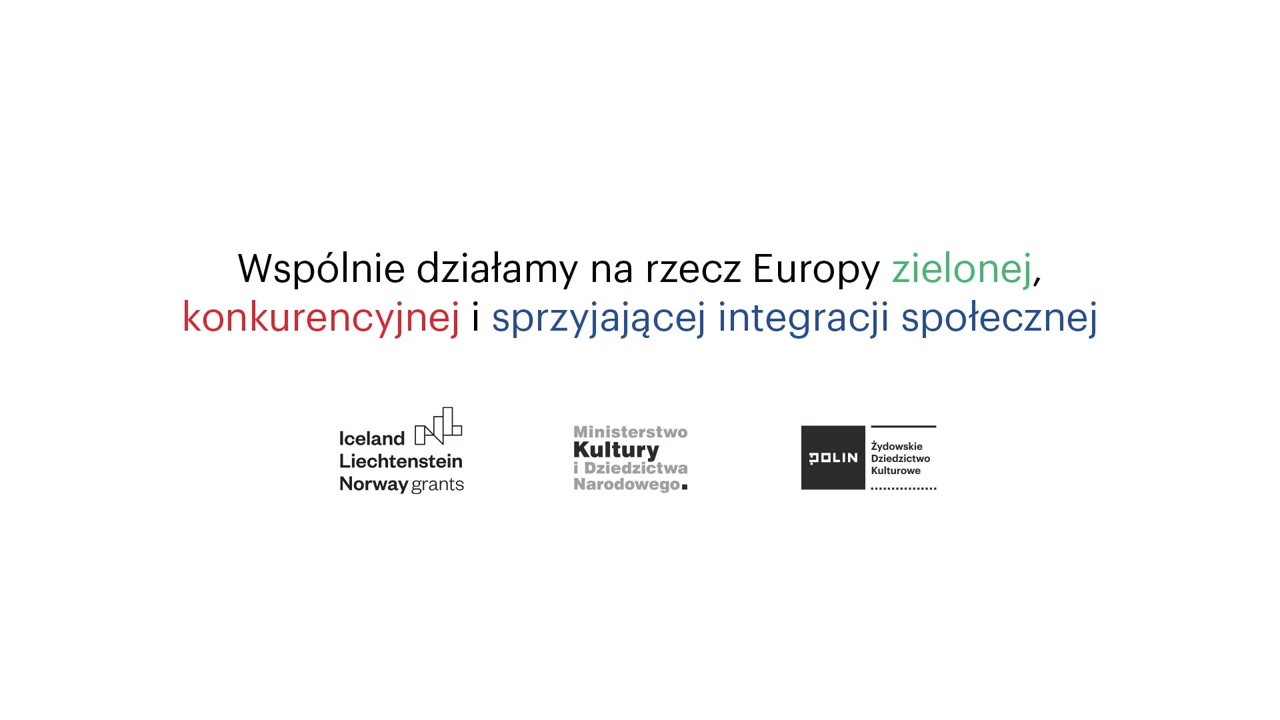 Wspólnie działamy na rzecz Europy zielonej,
konkurencyjnej i sprzyjającej integracji społecznej
Iceland
Liechtenstein
Norway grants
Ministerstwo
Kultury
i Dziedzictwa
Narodowego.
POLIN
Żydowskie
Dziedzictwo
Kulturowe